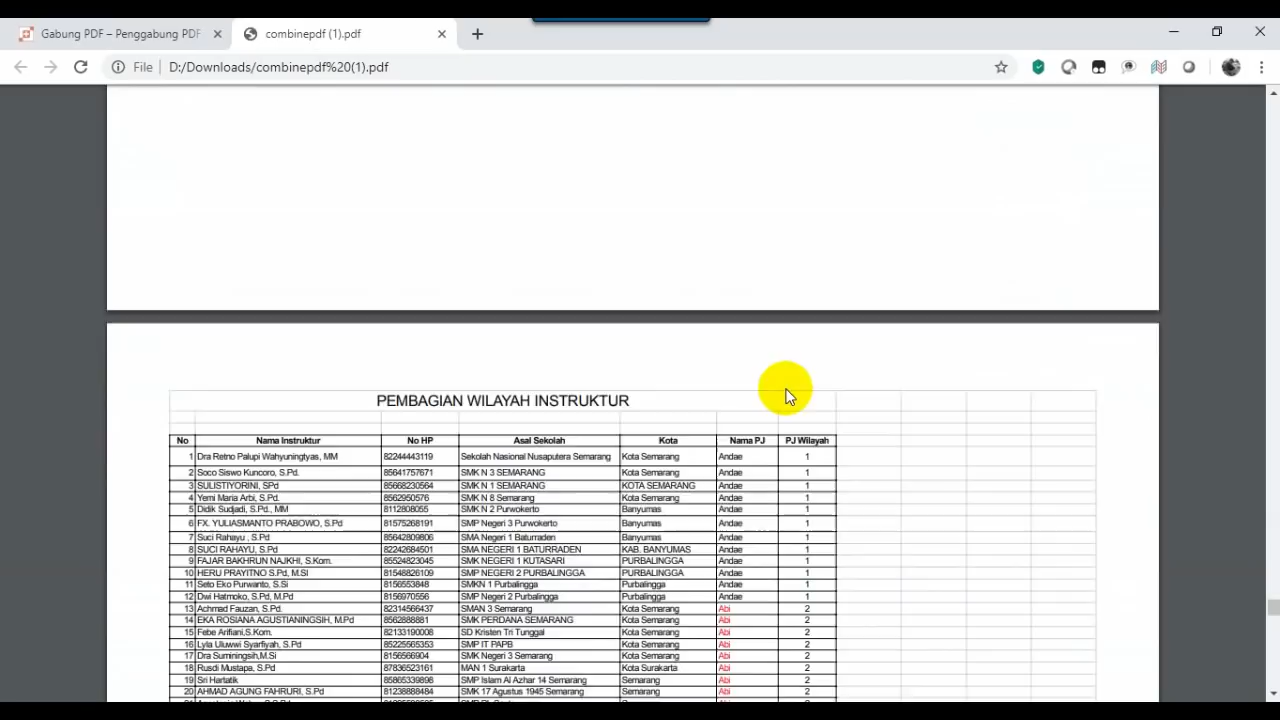 Gabung PDF – Penggabung PDF
combinepdf (1).pdf
File D:/Downloads/combinepdf%20(1).pdf
PEMBAGIAN WILAYAH INSTRUKTUR
No Nama Instruktur No HP Asal Sekolah Kota Nama PJ PJ Wilayah
1 Dra Retno Palupi Wahyuningtyas, MM 82244443119 Sekolah Nasional Nusaputera Semarang Kota Semarang Andae 1
2 Soco Siswo Kuncoro, S.Pd. 85641757671 SMK N 3 SEMARANG Kota Semarang Andae 1
3 SULISTIYORINI, SPd 85668230564 SMK N 1 SEMARANG KOTA SEMARANG Andae 1
4 Yemi Maria Arbi, S.Pd. 8562950576 SMK N 8 Semarang Kota Semarang Andae 1
5 Didik Sudjadi, S.Pd., MM 8112808055 SMK N 2 Purwokerto Banyumas Andae 1
6 FX. YULIASMANTO PRABOWO, S.Pd 81575268191 SMP Negeri 3 Purwokerto Banyumas Andae 1
7 Suci Rahayu , S.Pd 85642809806 SMA Negeri 1 Baturraden Banyumas Andae 1
8 SUCI RAHAYU, S.Pd 82242684501 SMA NEGERI 1 BATURRADEN KAB. BANYUMAS Andae 1
9 FAJAR BAKHRUN NAJKHI, S.Kom. 85524823045 SMK NEGERI 1 KUTASARI PURBALINGGA Andae 1
10 HERU PRAYITNO S.Pd, M.SI 81548826109 SMP NEGERI 2 PURBALINGGA PURBALINGGA Andae 1
11 Seto Eko Purwanto, S.Si 8156553848 SMKN 1 Purbalingga Purbalingga Andae 1
12 Dwi Hatmoko, S.Pd, M.Pd 8156970556 SMP Negeri 2 Purbalingga Purbalingga Andae 1
13 Achmad Fauzan, S.Pd. 82314566437 SMAN 3 Semarang Kota Semarang Abi 2
14 EKA ROSIANA AGUSTIANINGSIH, M.Pd 8562888881 SMK PERDANA SEMARANG Kota Semarang Abi 2
15 Febe Arifiani,S.Kom. 82133190008 SD Kristen Tri Tunggal Kota Semarang Abi 2
16 Lyla Uluwwi Syarfiyah, S.Pd 85225565353 SMP IT PAPB Kota Semarang Abi 2
17 Dra Suminingsih,M.Si 8156566904 SMK Negeri 3 Semarang Kota Semarang Abi 2
18 Rusdi Mustapa, S.Pd 87836523161 MAN 1 Surakarta Kota Surakarta Abi 2
19 Sri Hartatik 85865339898 SMP Islam Al Azhar 14 Semarang Semarang Abi 2
20 AHMAD AGUNG FAHRURI, S.Pd 81238888484 SMK 17 Agustus 1945 Semarang Semarang Abi 2